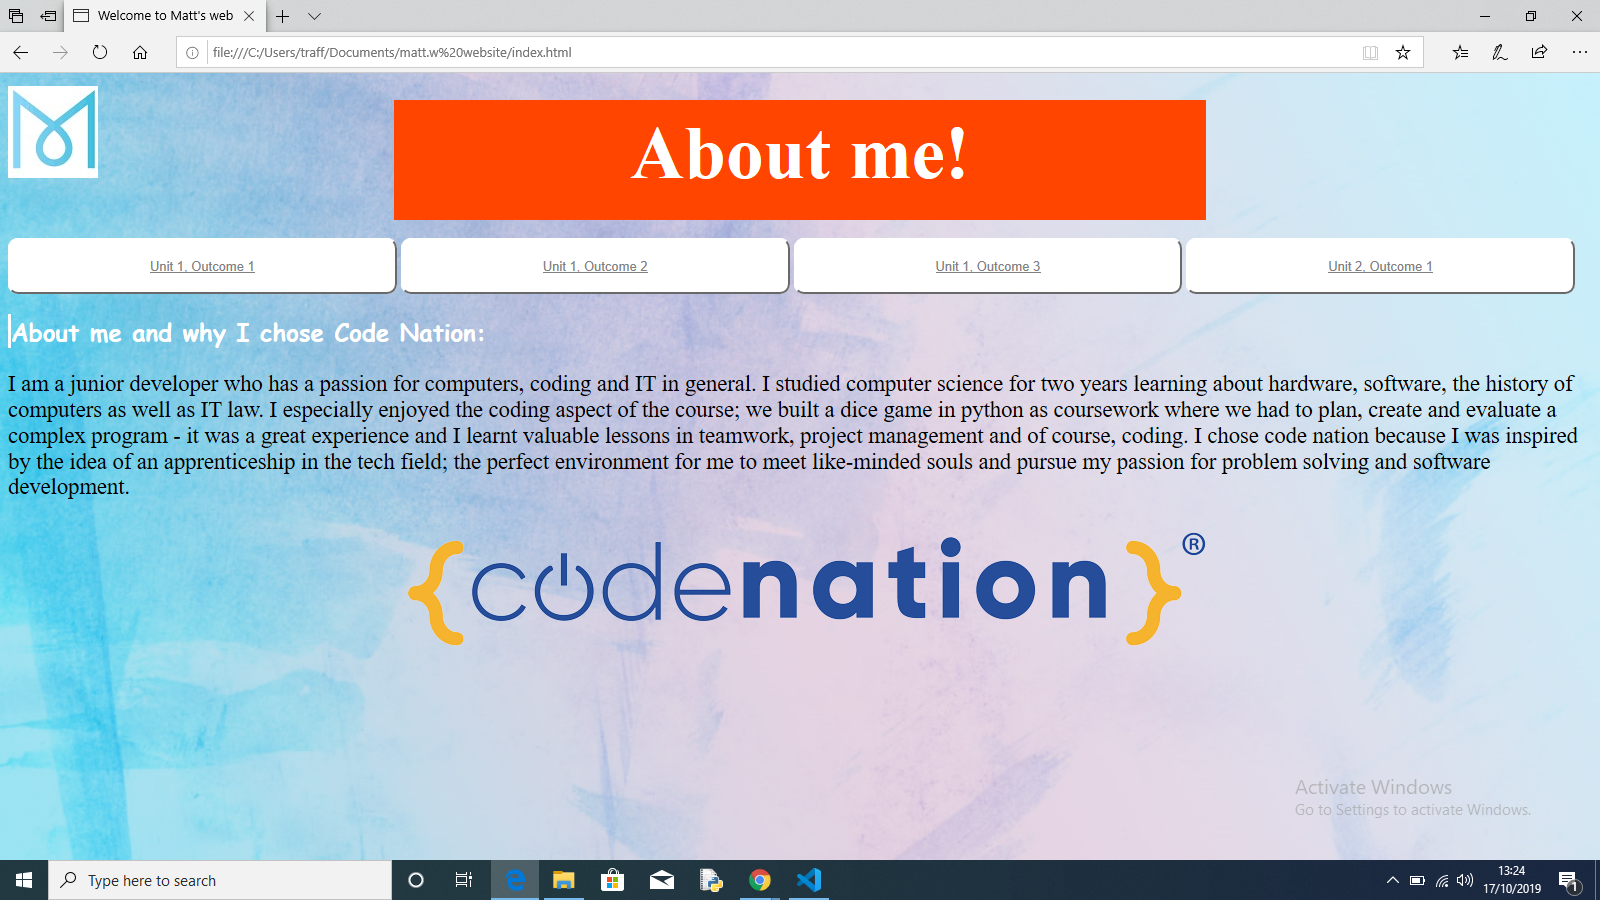 Welcome to Matt's web
file:///C:/Users/traff/Documents/matt.w%20website/index.html
About me!
Unit 1, Outcome 1
Unit 1, Outcome 2
Unit 1, Outcome 3
Unit 2, Outcome 1
About me and why I chose Code Nation:
I am a junior developer who has a passion for computers, coding and IT in general. I studied computer science for two years learning about hardware, software, the history of
computers as well as IT law. I especially enjoyed the coding aspect of the course; we built a dice game in python as coursework where we had to plan, create and evaluate a
complex program - it was a great experience and I learnt valuable lessons in teamwork, project management and of course, coding. I chose code nation because I was inspired
by the idea of an apprenticeship in the tech field; the perfect environment for me to meet like-minded souls and pursue my passion for problem solving and software
development.
{codenation}®
Activate Windows
Go to Settings to activate Windows.
Type here to search
13:24
17/10/2019
1